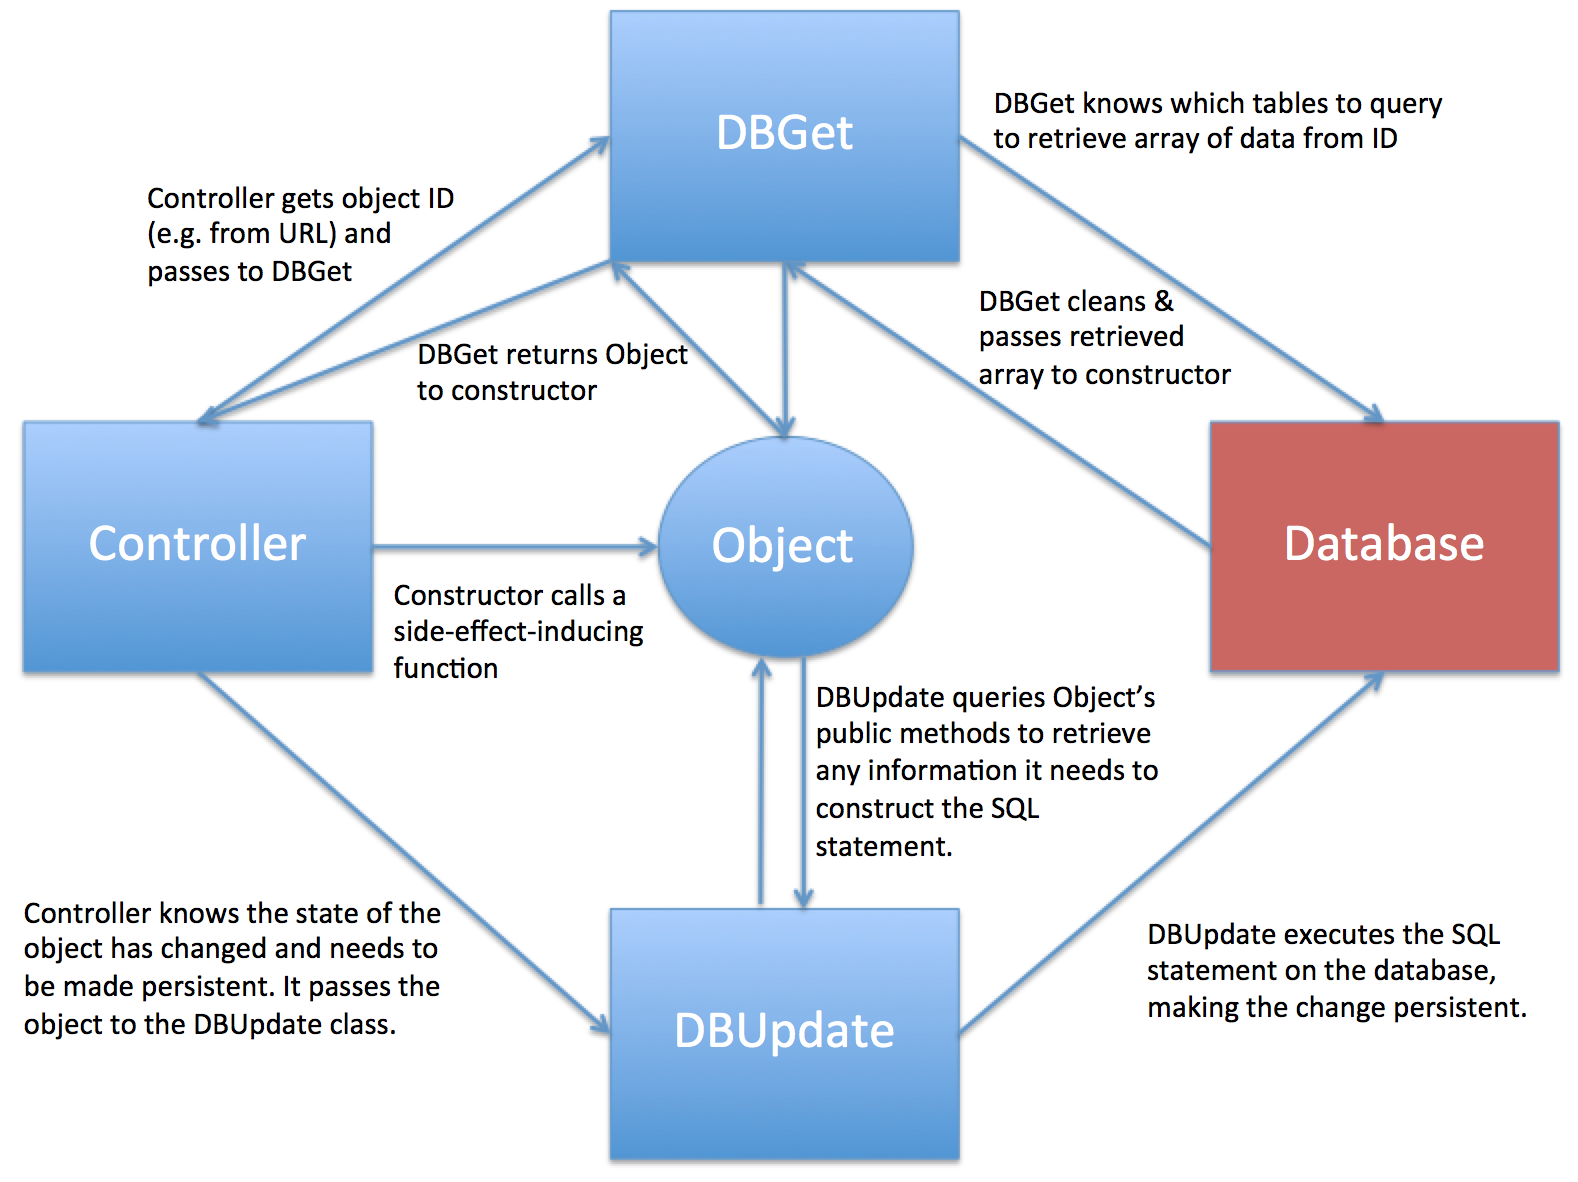 DBGet
DBGet knows which tables to query
to retrieve array of data from ID
Controller gets object ID
(e.g. from URL) and
passes to DBGet
DBGet cleans &
passes retrieved
array to constructor
DBGet returns Object
to constructor
Controller
Object
Database
Constructor calls a
side-effect-inducing
function
DBUpdate queries Object’s
public methods to retrieve
any information it needs to
construct the SQL
statement.
Controller knows the state of the
object has changed and needs to
be made persistent. It passes the
object to the DBUpdate class.
DBUpdate
DBUpdate executes the SQL
statement on the database,
making the change persistent.